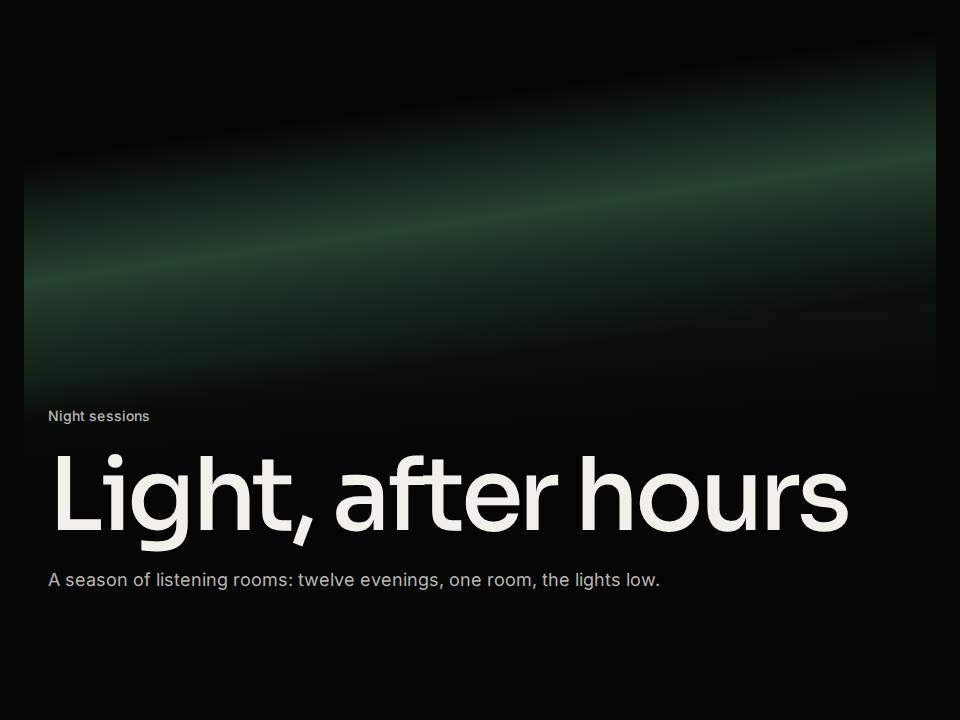 Night sessions
Light, after hours
A season of listening rooms: twelve evenings, one room, the lights low.